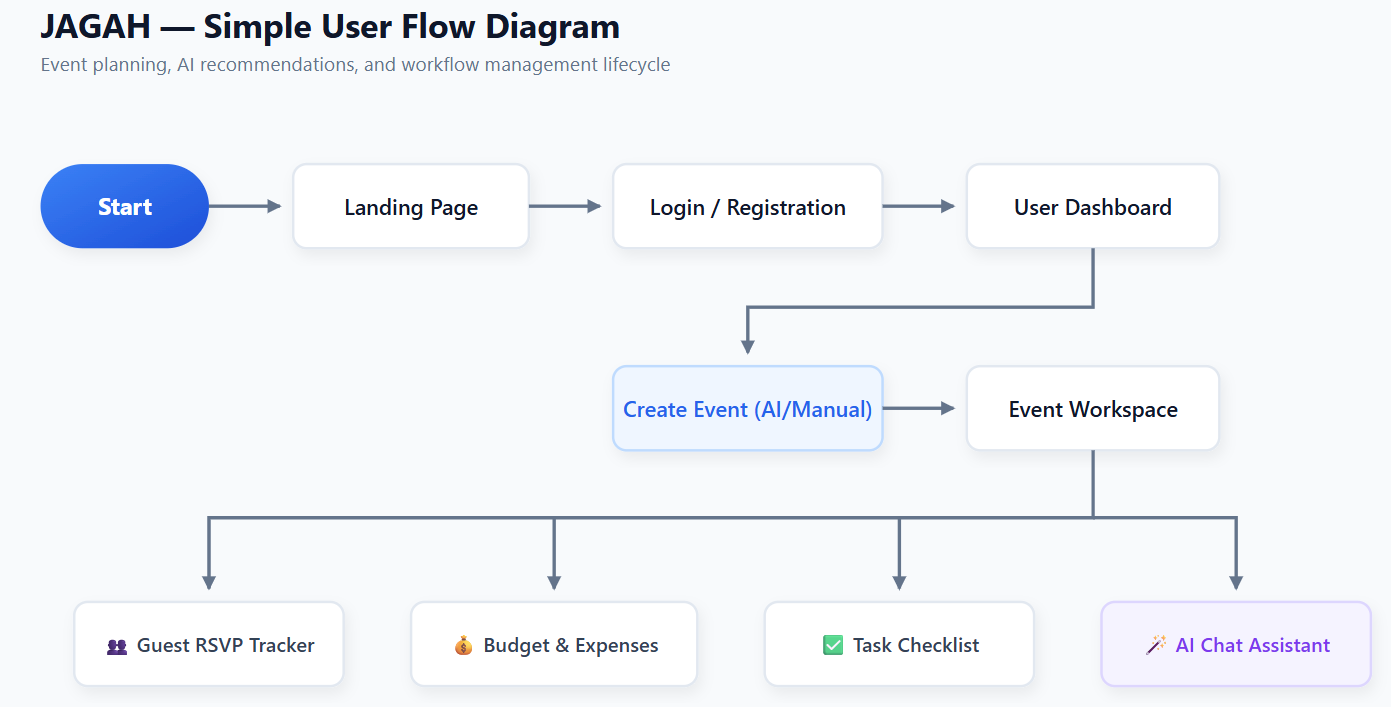 JAGAH — Simple User Flow Diagram
Event planning, AI recommendations, and workflow management lifecycle
Start
Landing Page
Login / Registration
User Dashboard
Create Event (AI/Manual)
Event Workspace
👥 Guest RSVP Tracker
💰 Budget & Expenses
✅ Task Checklist
🪄 AI Chat Assistant